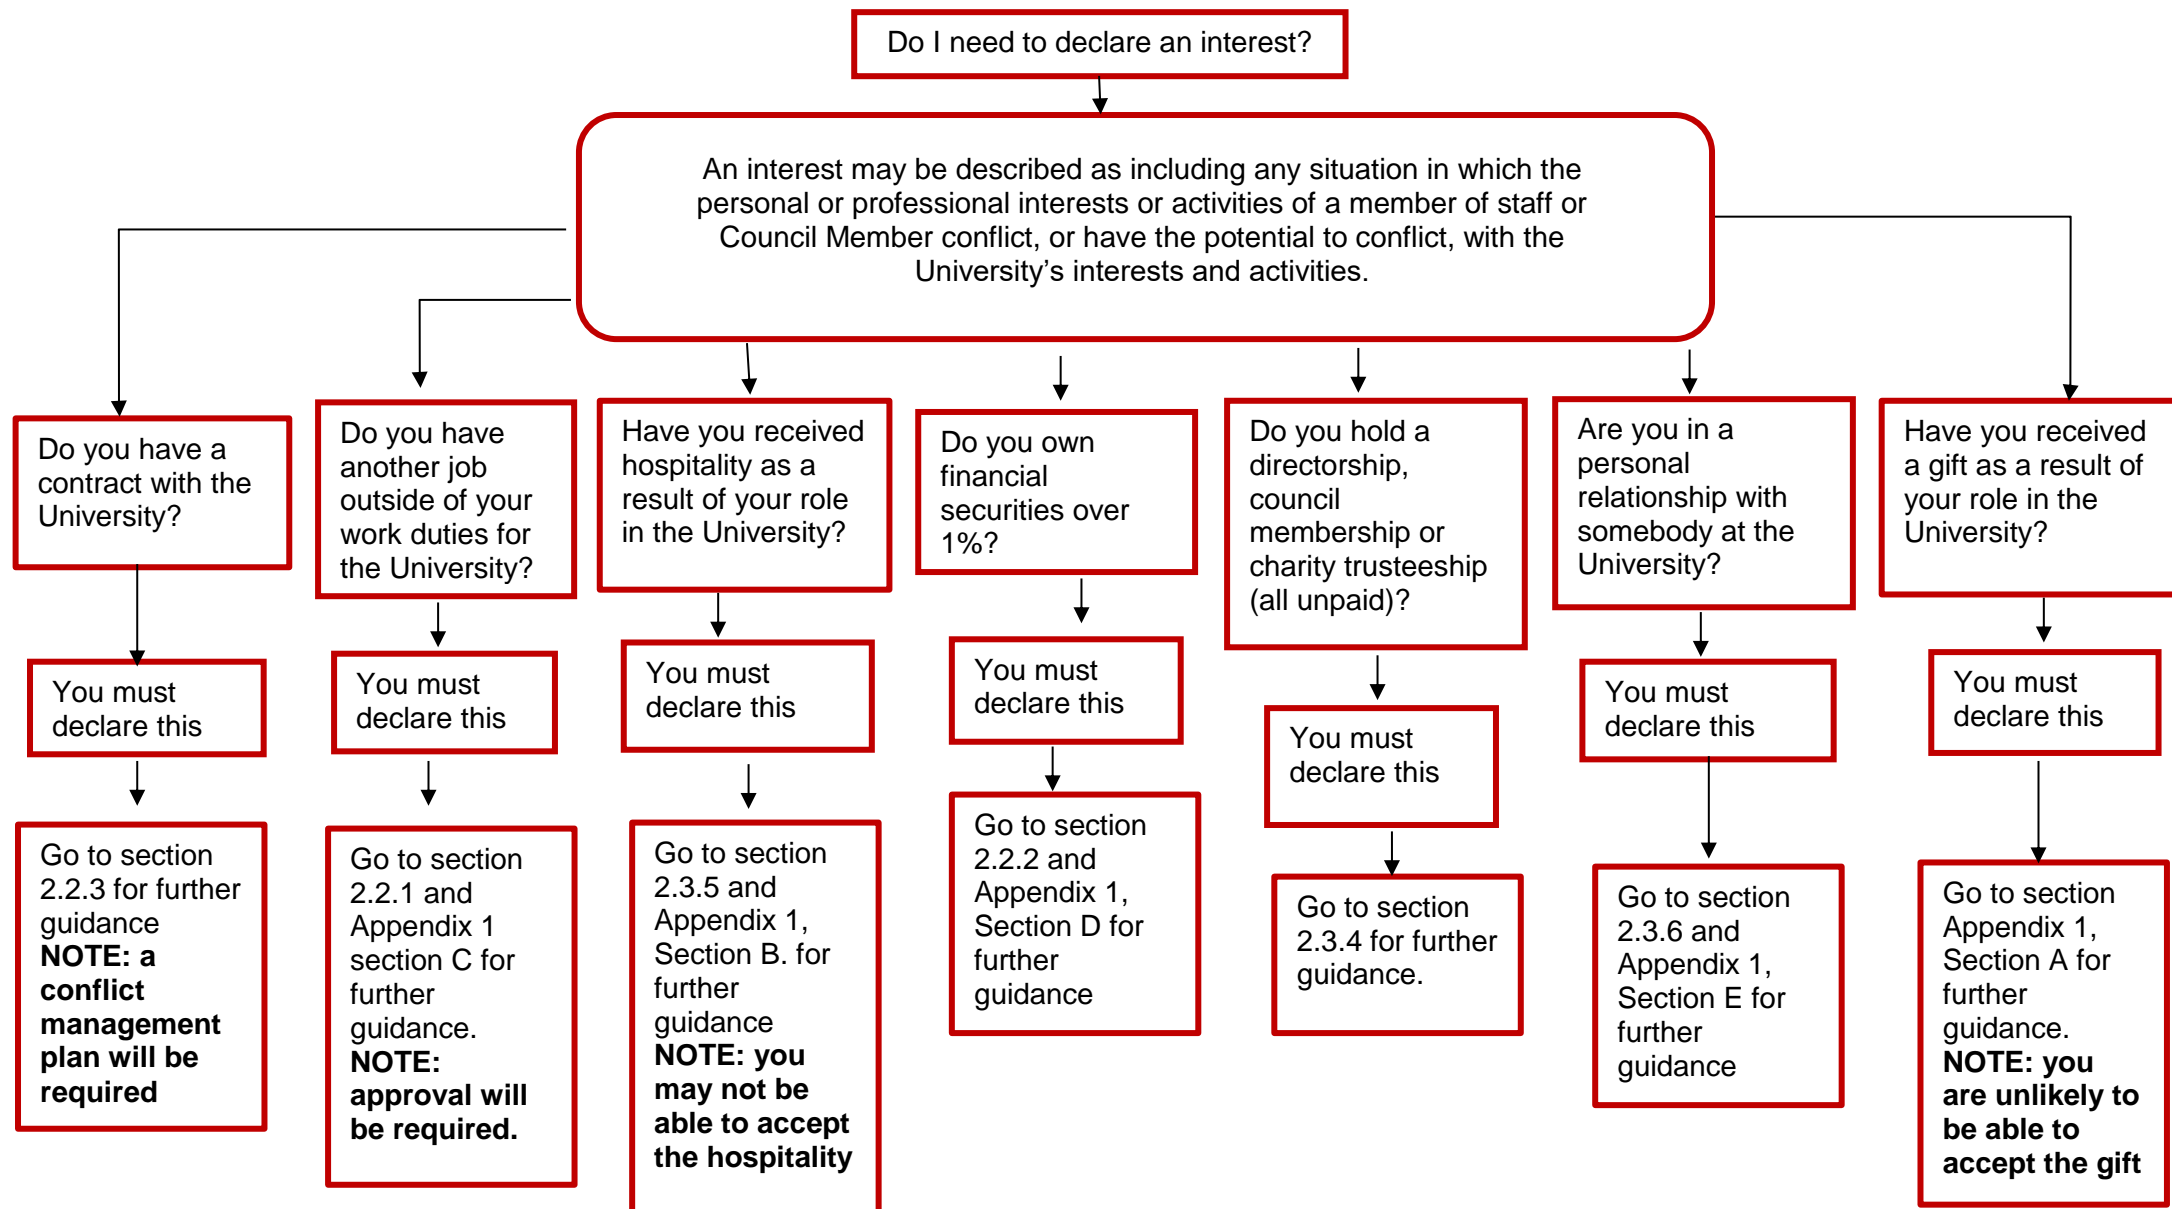 Do I need to declare an interest?
An interest may be described as including any situation in which the
personal or professional interests or activities of a member of staff or
Council Member conflict, or have the potential to conflict, with the
University’s interests and activities.
Do you have a
contract with the
University?
Do you have
another job
outside of your
work duties for
the University?
Have you received
hospitality as a
result of your role
in the University?
Do you own
financial
securities over
1%?
Do you hold a
directorship,
council
membership or
charity trusteeship
(all unpaid)?
Are you in a
personal
relationship with
somebody at the
University?
Have you received
a gift as a result of
your role in the
University?
You must
declare this
You must
declare this
You must
declare this
You must
declare this
You must
declare this
You must
declare this
You must
declare this
Go to section
2.2.3 for further
guidance
NOTE: a
conflict
management
plan will be
required
Go to section
2.2.1 and
Appendix 1
section C for
further
guidance.
NOTE:
approval will
be required.
Go to section
2.3.5 and
Appendix 1,
Section B. for
further
guidance
NOTE: you
may not be
able to accept
the hospitality
Go to section
2.2.2 and
Appendix 1,
Section D for
further
guidance
Go to section
2.3.4 for further
guidance.
Go to section
2.3.6 and
Appendix 1,
Section E for
further
guidance
Go to section
Appendix 1,
Section A for
further
guidance.
NOTE: you
are unlikely to
be able to
accept the gift